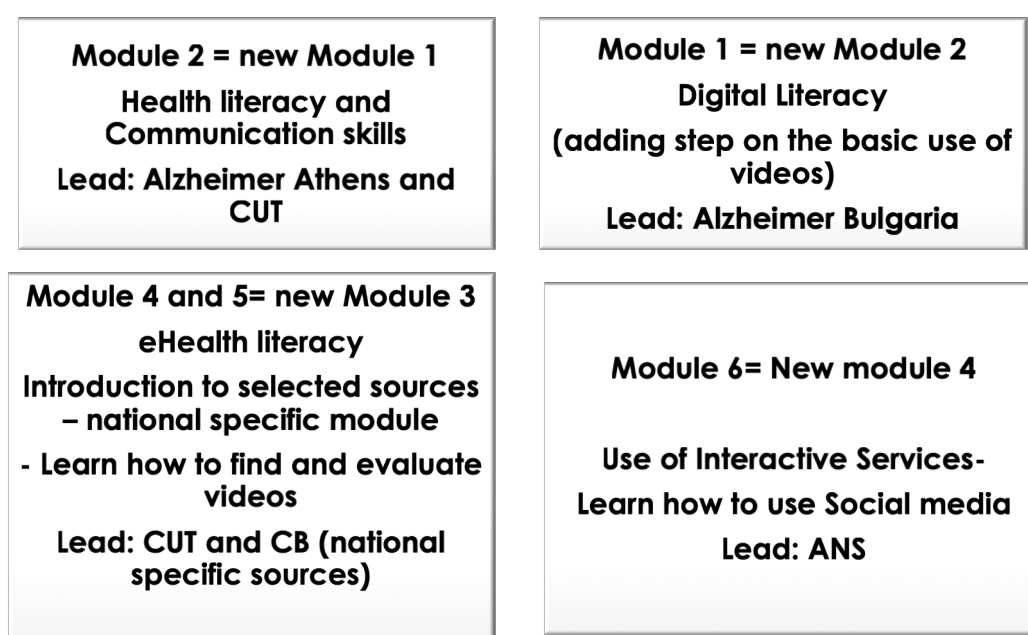 Module 2 = new Module 1
Health literacy and
Communication skills
Lead: Alzheimer Athens and
CUT
Module 1 = new Module 2
Digital Literacy
(adding step on the basic use of
videos)
Lead: Alzheimer Bulgaria
Module 4 and 5= new Module 3
eHealth literacy
Introduction to selected sources
– national specific module
- Learn how to find and evaluate
videos
Lead: CUT and CB (national
specific sources)
Module 6= New module 4
Use of Interactive Services-
Learn how to use Social media
Lead: ANS